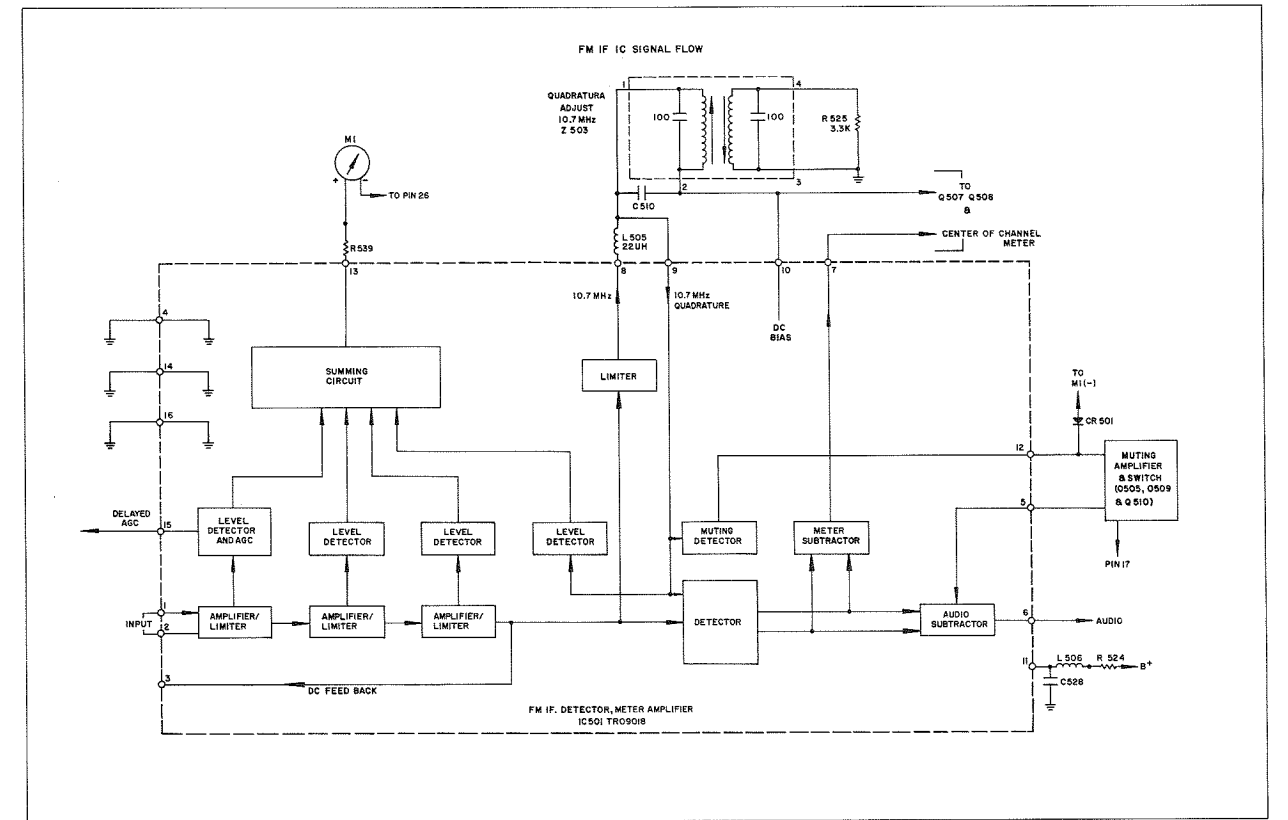 FM IF IC SIGNAL FLOW
QUADRATURA
ADJUST
10.7 MHz
Z 503
1
4
100
100
R 525
3.3K
2
3
M1
+
-
TO PIN 26
C510
TO
Q507 Q508
&
CENTER OF CHANNEL
METER
R539
L505
22UH
13
8
9
10
7
10.7 MHz
10.7 MHz
QUADRATURE
DC
BIAS
4
14
16
SUMMING
CIRCUIT
LIMITER
TO
M1(-)
CR 501
12
MUTING
AMPLIFIER
& SWITCH
(Q505, Q509
& Q510)
5
PIN 17
DELAYED
AGC
15
LEVEL
DETECTOR
AND AGC
LEVEL
DETECTOR
LEVEL
DETECTOR
LEVEL
DETECTOR
MUTING
DETECTOR
METER
SUBTRACTOR
INPUT
1
2
AMPLIFIER/
LIMITER
AMPLIFIER/
LIMITER
AMPLIFIER/
LIMITER
DETECTOR
AUDIO
SUBTRACTOR
6
AUDIO
3
DC FEED BACK
11
L 506
R 524
B+
C528
FM IF. DETECTOR, METER AMPLIFIER
IC501 TR09018